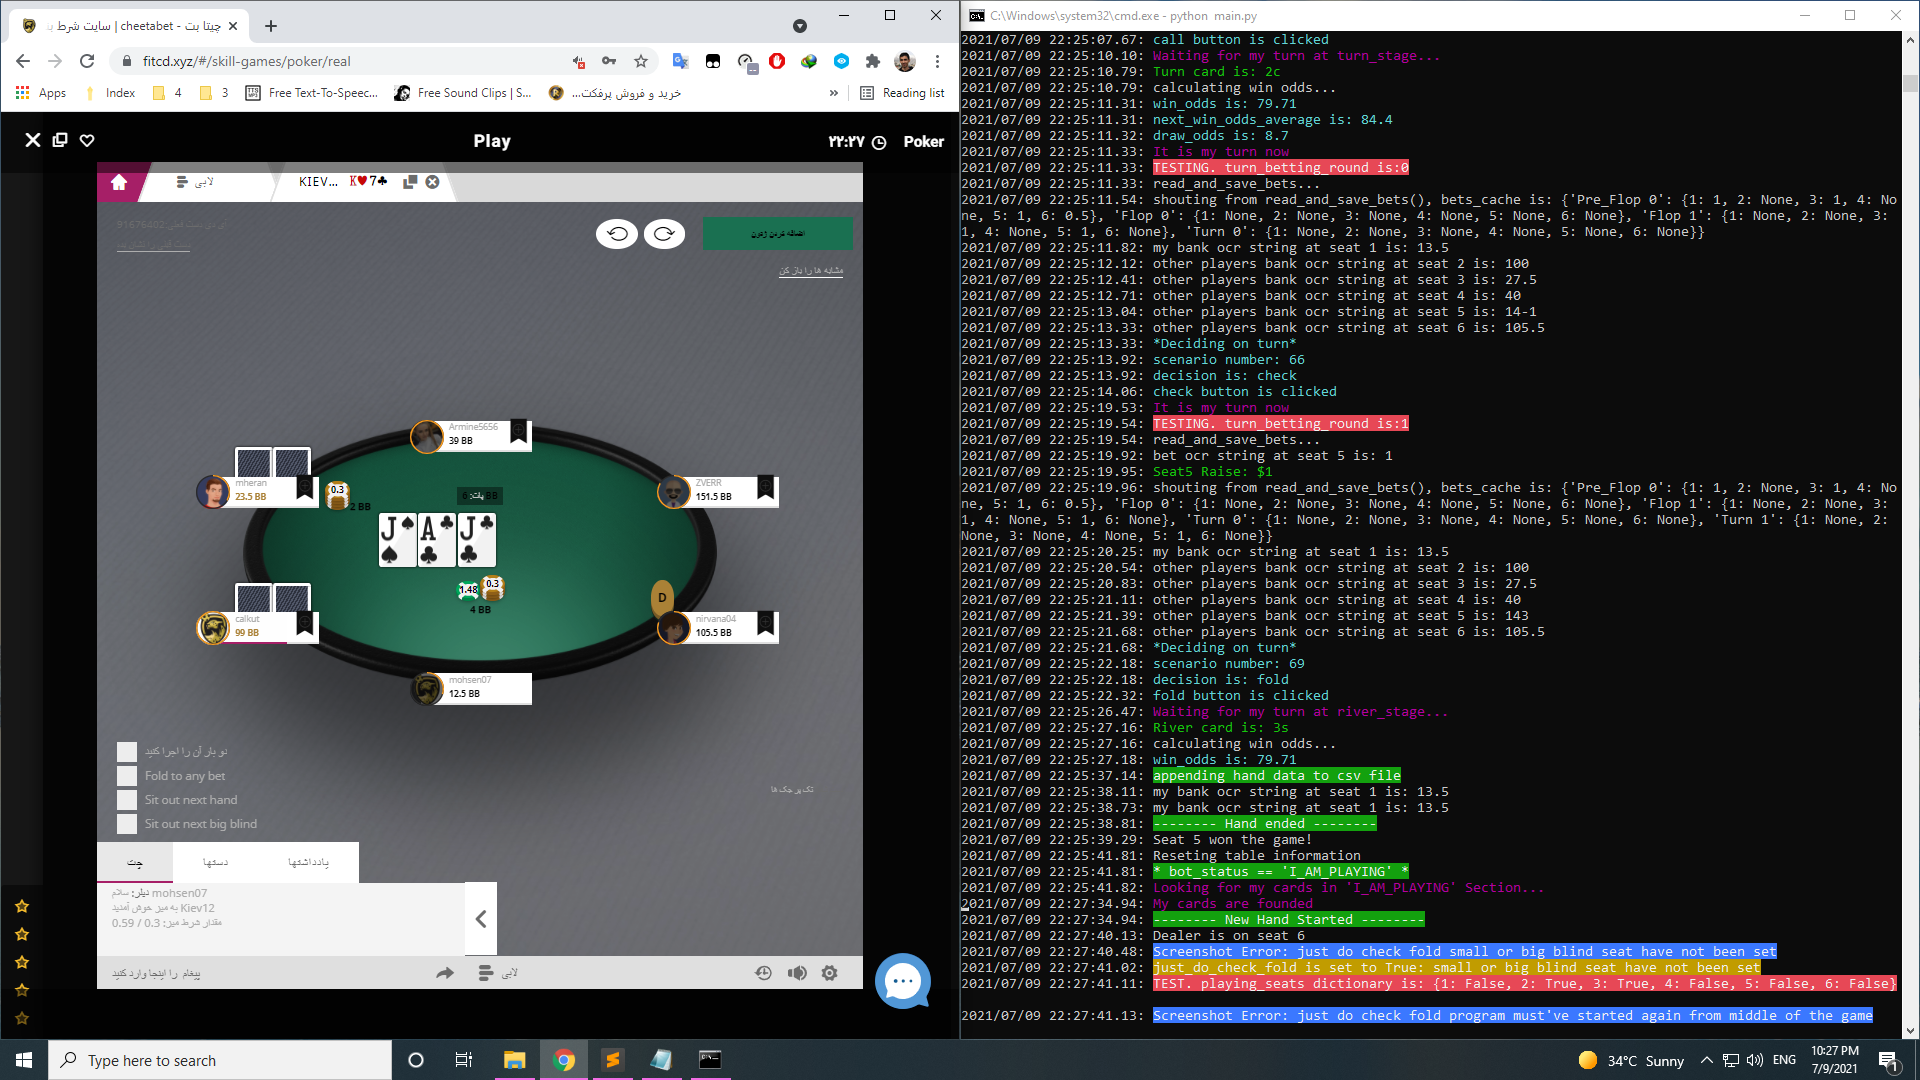 چیتا بت - cheetabet | سایت شرط
fitcd.xyz/#/skill-games/poker/real
Apps
Index
4
3
Free Text-To-Speec...
Free Sound Clips | S...
خرید و فروش پرفکت...
»
Reading list
Play
۲۲:۲۷
Poker
لابی
KIEV... K♥7♣
91676402
اضافه کردن ژتون
مشابه ها را باز کن
Armine5656
39 BB
mheran
23.5 BB
0.3
2 BB
پات: 6 BB
ZVERR
151.5 BB
J A J
1.48
0.3
4 BB
D
calkut
99 BB
nirvana04
105.5 BB
mohsen07
12.5 BB
دو بار آن را اجرا کنید
Fold to any bet
Sit out next hand
Sit out next big blind
تک پر جک ها
چت
دستها
یادداشتها
دیلر: سلام mohsen07
به میز خوش آمدید Kiev12
مقدار شرط میز: 0.3 / 0.59
پیغام را اینجا وارد کنید
لابی
C:\Windows\system32\cmd.exe - python main.py
2021/07/09 22:25:07.67: call button is clicked
2021/07/09 22:25:10.10: Waiting for my turn at turn_stage...
2021/07/09 22:25:10.79: Turn card is: 2c
2021/07/09 22:25:10.79: calculating win odds...
2021/07/09 22:25:11.31: win_odds is: 79.71
2021/07/09 22:25:11.31: next_win_odds_average is: 84.4
2021/07/09 22:25:11.32: draw_odds is: 8.7
2021/07/09 22:25:11.33: It is my turn now
2021/07/09 22:25:11.33: TESTING. turn_betting_round is:0
2021/07/09 22:25:11.33: read_and_save_bets...
2021/07/09 22:25:11.54: shouting from read_and_save_bets(), bets_cache is: {'Pre_Flop 0': {1: 1, 2: None, 3: 1, 4: No
ne, 5: 1, 6: 0.5}, 'Flop 0': {1: None, 2: None, 3: None, 4: None, 5: None, 6: None}, 'Flop 1': {1: None, 2: None, 3:
1, 4: None, 5: 1, 6: None}, 'Turn 0': {1: None, 2: None, 3: None, 4: None, 5: None, 6: None}}
2021/07/09 22:25:11.82: my bank ocr string at seat 1 is: 13.5
2021/07/09 22:25:12.12: other players bank ocr string at seat 2 is: 100
2021/07/09 22:25:12.41: other players bank ocr string at seat 3 is: 27.5
2021/07/09 22:25:12.71: other players bank ocr string at seat 4 is: 40
2021/07/09 22:25:13.04: other players bank ocr string at seat 5 is: 14-1
2021/07/09 22:25:13.33: other players bank ocr string at seat 6 is: 105.5
2021/07/09 22:25:13.33: *Deciding on turn*
2021/07/09 22:25:13.92: scenario number: 66
2021/07/09 22:25:13.92: decision is: check
2021/07/09 22:25:14.06: check button is clicked
2021/07/09 22:25:19.53: It is my turn now
2021/07/09 22:25:19.54: TESTING. turn_betting_round is:1
2021/07/09 22:25:19.54: read_and_save_bets...
2021/07/09 22:25:19.92: bet ocr string at seat 5 is: 1
2021/07/09 22:25:19.95: Seat5 Raise: $1
2021/07/09 22:25:19.96: shouting from read_and_save_bets(), bets_cache is: {'Pre_Flop 0': {1: 1, 2: None, 3: 1, 4: No
ne, 5: 1, 6: 0.5}, 'Flop 0': {1: None, 2: None, 3: None, 4: None, 5: None, 6: None}, 'Flop 1': {1: None, 2: None, 3:
1, 4: None, 5: 1, 6: None}, 'Turn 0': {1: None, 2: None, 3: None, 4: None, 5: None, 6: None}, 'Turn 1': {1: None, 2:
None, 3: None, 4: None, 5: 1, 6: None}}
2021/07/09 22:25:20.25: my bank ocr string at seat 1 is: 13.5
2021/07/09 22:25:20.54: other players bank ocr string at seat 2 is: 100
2021/07/09 22:25:20.83: other players bank ocr string at seat 3 is: 27.5
2021/07/09 22:25:21.11: other players bank ocr string at seat 4 is: 40
2021/07/09 22:25:21.39: other players bank ocr string at seat 5 is: 143
2021/07/09 22:25:21.68: other players bank ocr string at seat 6 is: 105.5
2021/07/09 22:25:21.68: *Deciding on turn*
2021/07/09 22:25:22.18: scenario number: 69
2021/07/09 22:25:22.18: decision is: fold
2021/07/09 22:25:22.32: fold button is clicked
2021/07/09 22:25:26.47: Waiting for my turn at river_stage...
2021/07/09 22:25:27.16: River card is: 3s
2021/07/09 22:25:27.16: calculating win odds...
2021/07/09 22:25:27.18: win_odds is: 79.71
2021/07/09 22:25:37.14: appending hand data to csv file
2021/07/09 22:25:38.11: my bank ocr string at seat 1 is: 13.5
2021/07/09 22:25:38.73: my bank ocr string at seat 1 is: 13.5
2021/07/09 22:25:38.81: -------- Hand ended --------
2021/07/09 22:25:39.29: Seat 5 won the game!
2021/07/09 22:25:41.81: Reseting table information
2021/07/09 22:25:41.81: * bot_status == 'I_AM_PLAYING' *
2021/07/09 22:25:41.82: Looking for my cards in 'I_AM_PLAYING' Section...
2021/07/09 22:27:34.94: My cards are founded
2021/07/09 22:27:34.94: -------- New Hand Started --------
2021/07/09 22:27:40.13: Dealer is on seat 6
2021/07/09 22:27:40.48: Screenshot Error: just do check fold small or big blind seat have not been set
2021/07/09 22:27:41.02: just_do_check_fold is set to True: small or big blind seat have not been set
2021/07/09 22:27:41.11: TEST. playing_seats dictionary is: {1: False, 2: True, 3: True, 4: False, 5: False, 6: False}
2021/07/09 22:27:41.13: Screenshot Error: just do check fold program must've started again from middle of the game
Type here to search
34°C Sunny
ENG
10:27 PM
7/9/2021
1